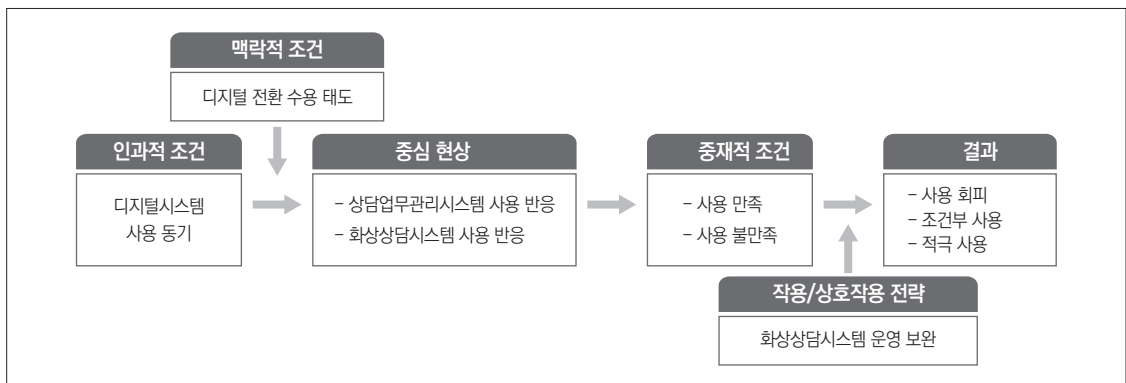 맥락적 조건
디지털 전환 수용 태도
인과적 조건
디지털시스템
사용 동기
중심 현상
– 상담업무관리시스템 사용 반응
– 화상상담시스템 사용 반응
중재적 조건
– 사용 만족
– 사용 불만족
결과
– 사용 회피
– 조건부 사용
– 적극 사용
작용/상호작용 전략
화상상담시스템 운영 보완